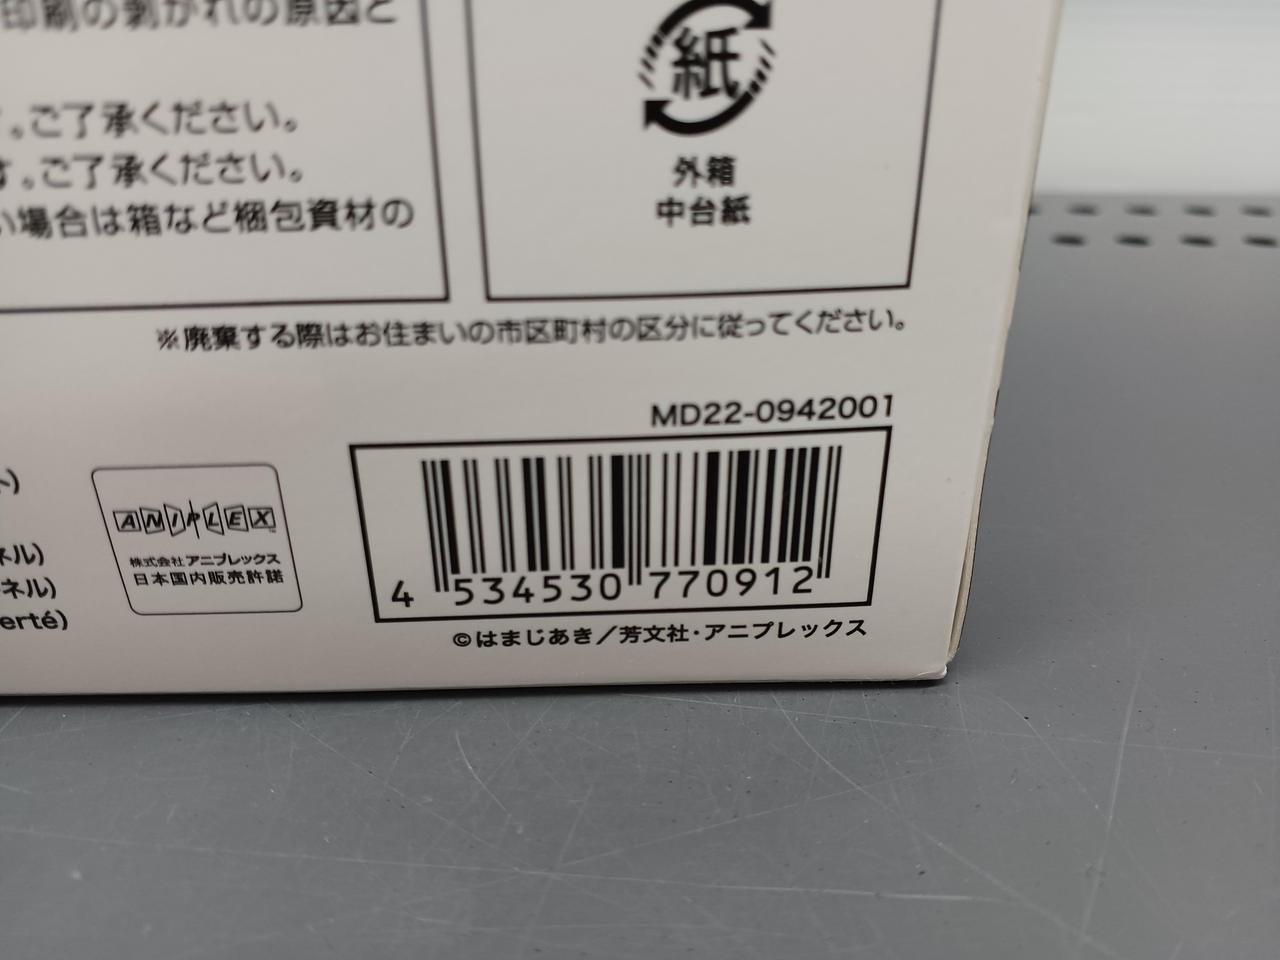 印刷の剥がれの原因と
。ご了承ください。
す。ご了承ください。
い場合は箱など梱包資材の
紙
外箱
中台紙
※廃棄する際はお住まいの市区町村の区分に従ってください。
MD22-0942001
ト)
ネル)
ネル)
erté)
ANIPLEX
株式会社アニプレックス
日本国内販売許諾
4 534530 770912
©はまじあき/芳文社・アニプレックス